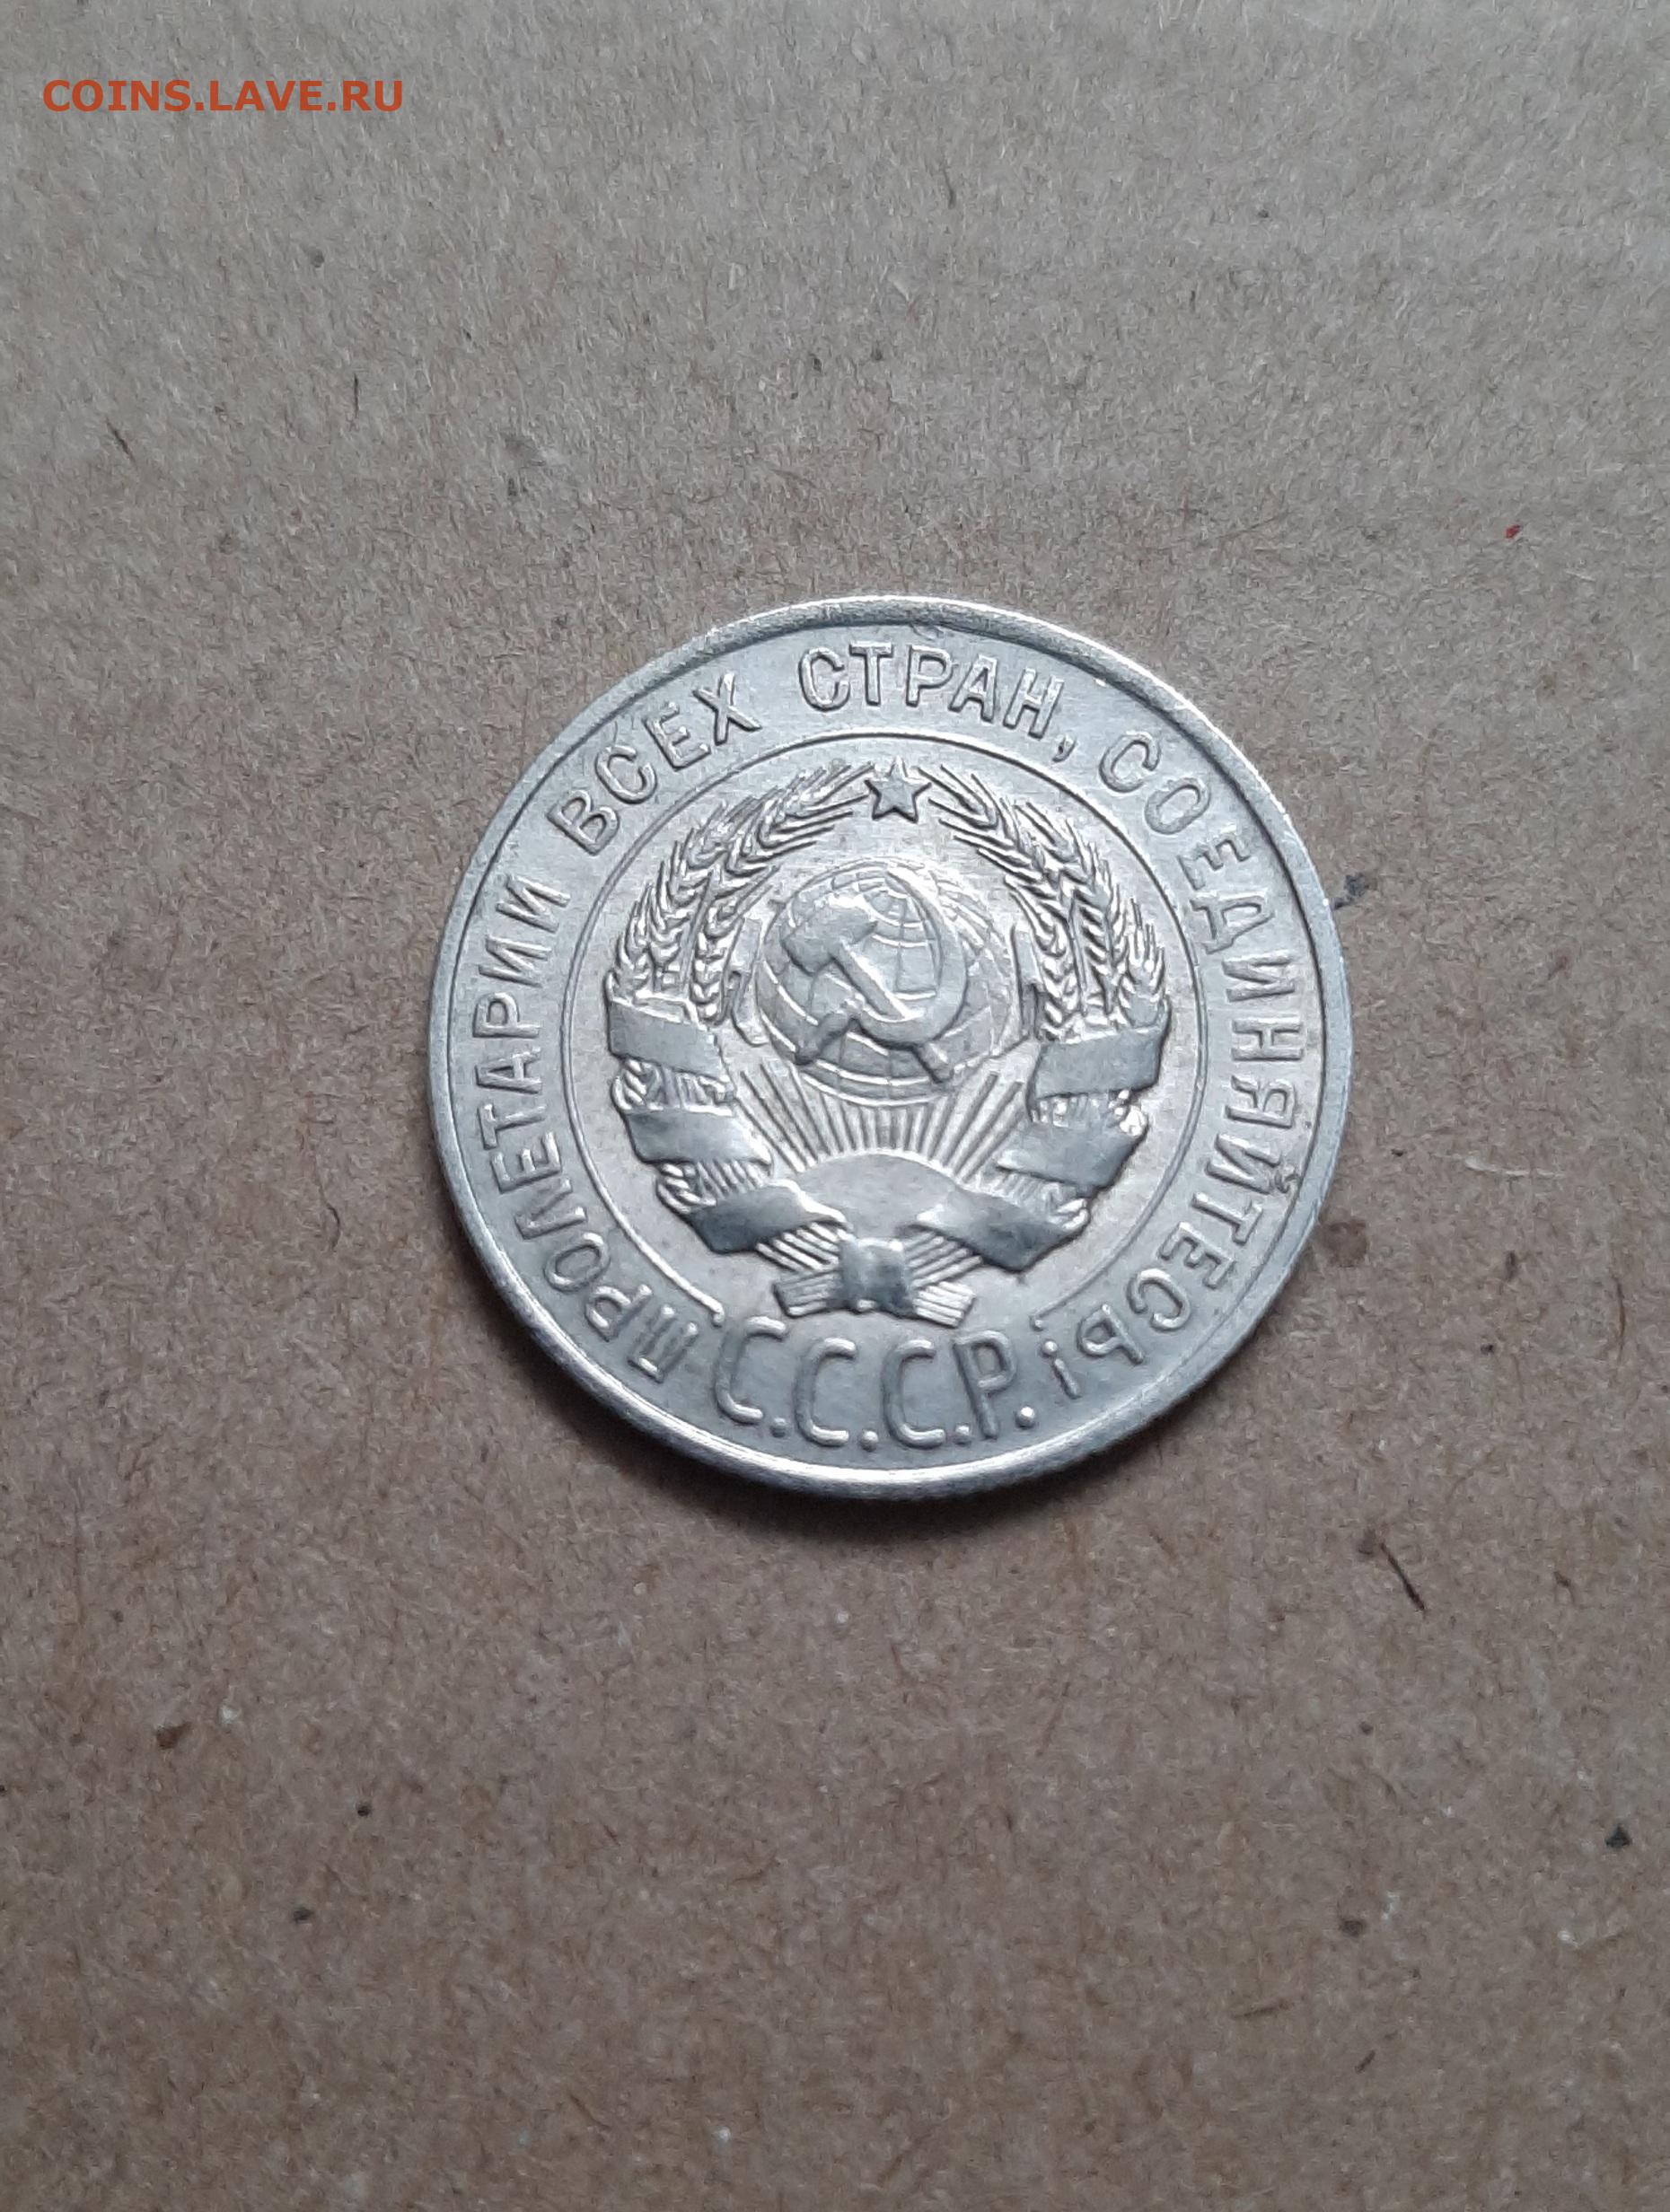 COINS.LAVE.RU
ПРОЛЕТАРИИ ВСЕХ СТРАН, СОЕДИНЯЙТЕСЬ!
С.С.С.Р.